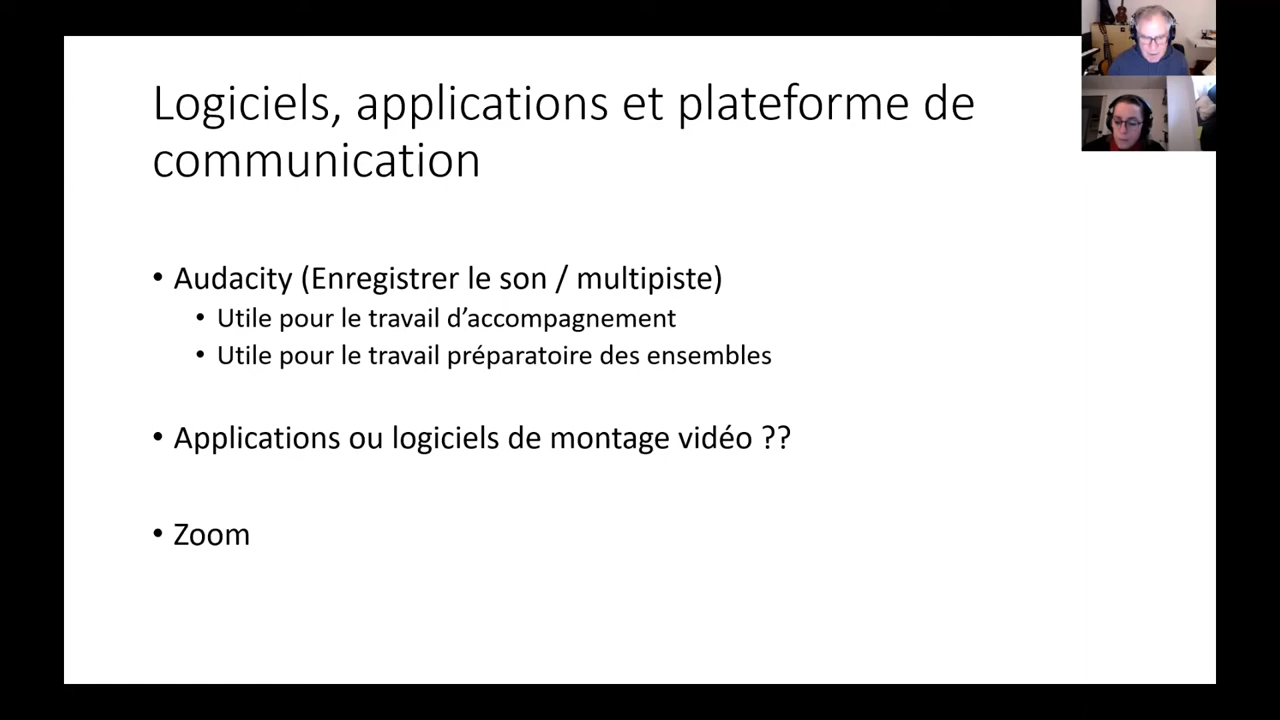 Logiciels, applications et plateforme de
communication
• Audacity (Enregistrer le son / multipiste)
• Utile pour le travail d’accompagnement
• Utile pour le travail préparatoire des ensembles
• Applications ou logiciels de montage vidéo ??
• Zoom